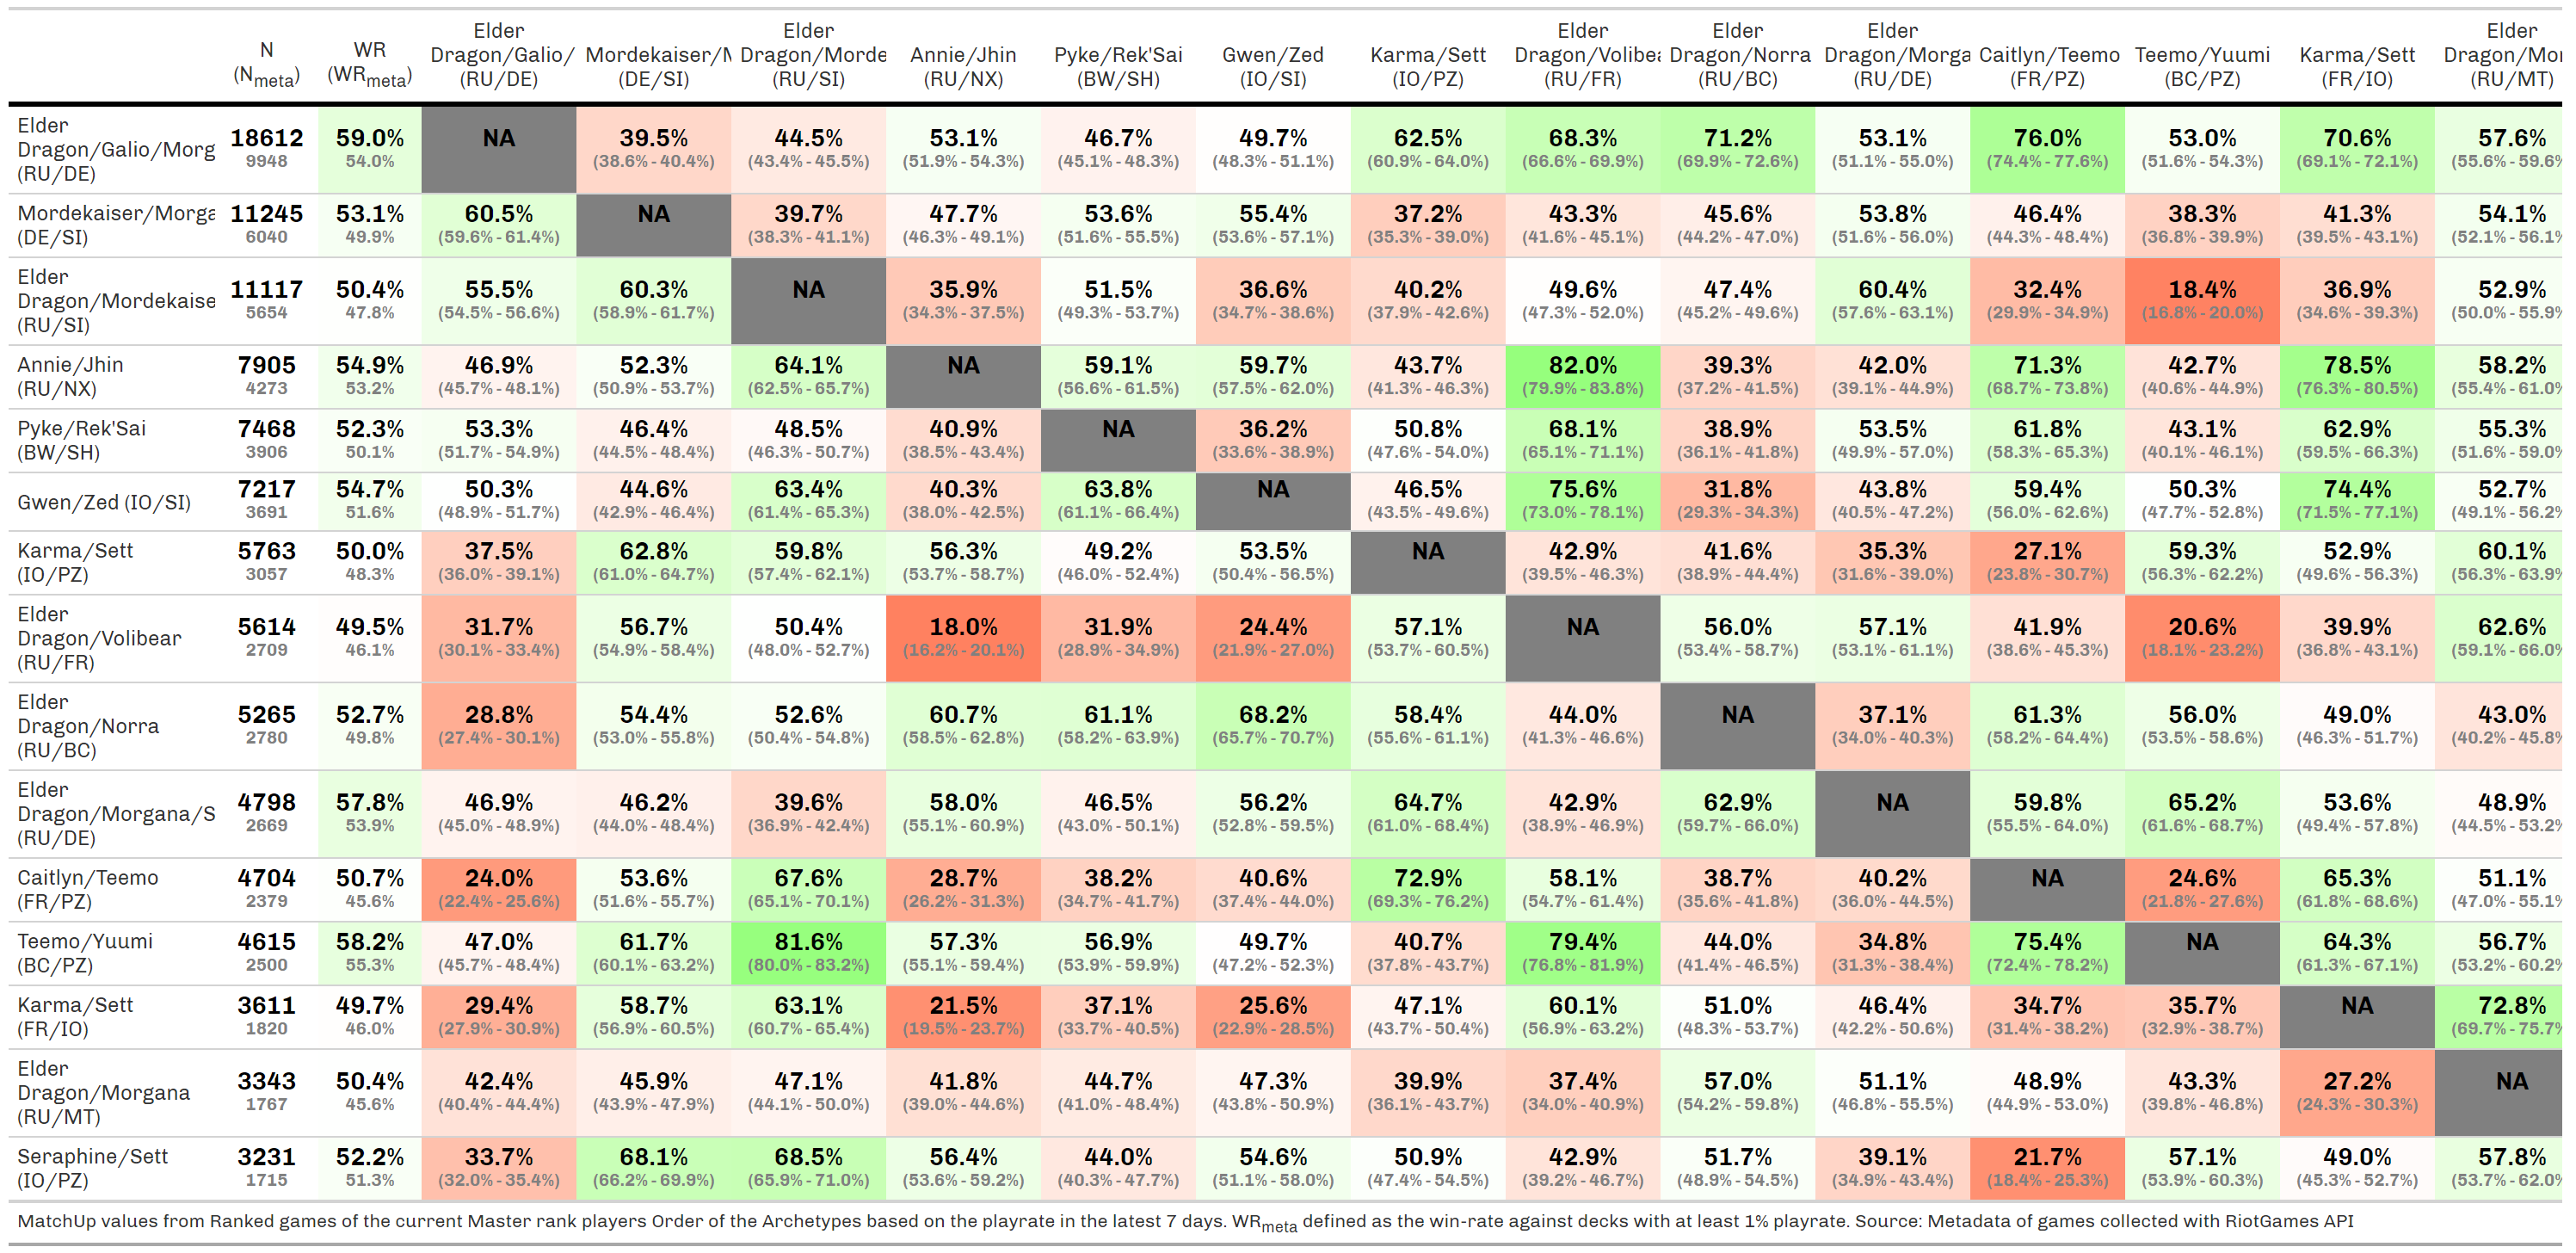 N (N_meta) WR (WR_meta) Elder Dragon/Galio/ (RU/DE) Mordekaiser/M (DE/SI) Elder Dragon/Morde (RU/SI) Annie/Jhin (RU/NX) Pyke/Rek'Sai (BW/SH) Gwen/Zed (IO/SI) Karma/Sett (IO/PZ) Elder Dragon/Volibea (RU/FR) Elder Dragon/Norra (RU/BC) Elder Dragon/Morga (RU/DE) Caitlyn/Teemo (FR/PZ) Teemo/Yuumi (BC/PZ) Karma/Sett (FR/IO) Elder Dragon/Mor (RU/MT)
Elder Dragon/Galio/Morg (RU/DE) 18612 59.0% NA 39.5% 44.5% 53.1% 46.7% 49.7% 62.5% 68.3% 71.2% 53.1% 76.0% 53.0% 70.6% 57.6%
9948 54.0% (38.6% - 40.4%) (43.4% - 45.5%) (51.9% - 54.3%) (45.1% - 48.3%) (48.3% - 51.1%) (60.9% - 64.0%) (66.6% - 69.9%) (69.9% - 72.6%) (51.1% - 55.0%) (74.4% - 77.6%) (51.6% - 54.3%) (69.1% - 72.1%) (55.6% - 59.6%
Mordekaiser/Morga (DE/SI) 11245 53.1% 60.5% NA 39.7% 47.7% 53.6% 55.4% 37.2% 43.3% 45.6% 53.8% 46.4% 38.3% 41.3% 54.1%
6040 49.9% (59.6% - 61.4%) (38.3% - 41.1%) (46.3% - 49.1%) (51.6% - 55.5%) (53.6% - 57.1%) (35.3% - 39.0%) (41.6% - 45.1%) (44.2% - 47.0%) (51.6% - 56.0%) (44.3% - 48.4%) (36.8% - 39.9%) (39.5% - 43.1%) (52.1% - 56.1%
Elder Dragon/Mordekaise (RU/SI) 11117 50.4% 55.5% 60.3% NA 35.9% 51.5% 36.6% 40.2% 49.6% 47.4% 60.4% 32.4% 18.4% 36.9% 52.9%
5654 47.8% (54.5% - 56.6%) (58.9% - 61.7%) (34.3% - 37.5%) (49.3% - 53.7%) (34.7% - 38.6%) (37.9% - 42.6%) (47.3% - 52.0%) (45.2% - 49.6%) (57.6% - 63.1%) (29.9% - 34.9%) (16.8% - 20.0%) (34.6% - 39.3%) (50.0% - 55.9%
Annie/Jhin (RU/NX) 7905 54.9% 46.9% 52.3% 64.1% NA 59.1% 59.7% 43.7% 82.0% 39.3% 42.0% 71.3% 42.7% 78.5% 58.2%
4273 53.2% (45.7% - 48.1%) (50.9% - 53.7%) (62.5% - 65.7%) (56.6% - 61.5%) (57.5% - 62.0%) (41.3% - 46.3%) (79.9% - 83.8%) (37.2% - 41.5%) (39.1% - 44.9%) (68.7% - 73.8%) (40.6% - 44.9%) (76.3% - 80.5%) (55.4% - 61.0%
Pyke/Rek'Sai (BW/SH) 7468 52.3% 53.3% 46.4% 48.5% 40.9% NA 36.2% 50.8% 68.1% 38.9% 53.5% 61.8% 43.1% 62.9% 55.3%
3906 50.1% (51.7% - 54.9%) (44.5% - 48.4%) (46.3% - 50.7%) (38.5% - 43.4%) (33.6% - 38.9%) (47.6% - 54.0%) (65.1% - 71.1%) (36.1% - 41.8%) (49.9% - 57.0%) (58.3% - 65.3%) (40.1% - 46.1%) (59.5% - 66.3%) (51.6% - 59.0%
Gwen/Zed (IO/SI) 7217 54.7% 50.3% 44.6% 63.4% 40.3% 63.8% NA 46.5% 75.6% 31.8% 43.8% 59.4% 50.3% 74.4% 52.7%
3691 51.6% (48.9% - 51.7%) (42.9% - 46.4%) (61.4% - 65.3%) (38.0% - 42.5%) (61.1% - 66.4%) (43.5% - 49.6%) (73.0% - 78.1%) (29.3% - 34.3%) (40.5% - 47.2%) (56.0% - 62.6%) (47.7% - 52.8%) (71.5% - 77.1%) (49.1% - 56.2%
Karma/Sett (IO/PZ) 5763 50.0% 37.5% 62.8% 59.8% 56.3% 49.2% 53.5% NA 42.9% 41.6% 35.3% 27.1% 59.3% 52.9% 60.1%
3057 48.3% (36.0% - 39.1%) (61.0% - 64.7%) (57.4% - 62.1%) (53.7% - 58.7%) (46.0% - 52.4%) (50.4% - 56.5%) (39.5% - 46.3%) (38.9% - 44.4%) (31.6% - 39.0%) (23.8% - 30.7%) (56.3% - 62.2%) (49.6% - 56.3%) (56.3% - 63.9%
Elder Dragon/Volibear (RU/FR) 5614 49.5% 31.7% 56.7% 50.4% 18.0% 31.9% 24.4% 57.1% NA 56.0% 57.1% 41.9% 20.6% 39.9% 62.6%
2709 46.1% (30.1% - 33.4%) (54.9% - 58.4%) (48.0% - 52.7%) (16.2% - 20.1%) (28.9% - 34.9%) (21.9% - 27.0%) (53.7% - 60.5%) (53.4% - 58.7%) (53.1% - 61.1%) (38.6% - 45.3%) (18.1% - 23.2%) (36.8% - 43.1%) (59.1% - 66.0%
Elder Dragon/Norra (RU/BC) 5265 52.7% 28.8% 54.4% 52.6% 60.7% 61.1% 68.2% 58.4% 44.0% NA 37.1% 61.3% 56.0% 49.0% 43.0%
2780 49.8% (27.4% - 30.1%) (53.0% - 55.8%) (50.4% - 54.8%) (58.5% - 62.8%) (58.2% - 63.9%) (65.7% - 70.7%) (55.6% - 61.1%) (41.3% - 46.6%) (34.0% - 40.3%) (58.2% - 64.4%) (53.5% - 58.6%) (46.3% - 51.7%) (40.2% - 45.8%
Elder Dragon/Morgana/S (RU/DE) 4798 57.8% 46.9% 46.2% 39.6% 58.0% 46.5% 56.2% 64.7% 42.9% 62.9% NA 59.8% 65.2% 53.6% 48.9%
2669 53.9% (45.0% - 48.9%) (44.0% - 48.4%) (36.9% - 42.4%) (55.1% - 60.9%) (43.0% - 50.1%) (52.8% - 59.5%) (61.0% - 68.4%) (38.9% - 46.9%) (59.7% - 66.0%) (55.5% - 64.0%) (61.6% - 68.7%) (49.4% - 57.8%) (44.5% - 53.2%
Caitlyn/Teemo (FR/PZ) 4704 50.7% 24.0% 53.6% 67.6% 28.7% 38.2% 40.6% 72.9% 58.1% 38.7% 40.2% NA 24.6% 65.3% 51.1%
2379 45.6% (22.4% - 25.6%) (51.6% - 55.7%) (65.1% - 70.1%) (26.2% - 31.3%) (34.7% - 41.7%) (37.4% - 44.0%) (69.3% - 76.2%) (54.7% - 61.4%) (35.6% - 41.8%) (36.0% - 44.5%) (21.8% - 27.6%) (61.8% - 68.6%) (47.0% - 55.1%
Teemo/Yuumi (BC/PZ) 4615 58.2% 47.0% 61.7% 81.6% 57.3% 56.9% 49.7% 40.7% 79.4% 44.0% 34.8% 75.4% NA 64.3% 56.7%
2500 55.3% (45.7% - 48.4%) (60.1% - 63.2%) (80.0% - 83.2%) (55.1% - 59.4%) (53.9% - 59.9%) (47.2% - 52.3%) (37.8% - 43.7%) (76.8% - 81.9%) (41.4% - 46.5%) (31.3% - 38.4%) (72.4% - 78.2%) (61.3% - 67.1%) (53.2% - 60.2%
Karma/Sett (FR/IO) 3611 49.7% 29.4% 58.7% 63.1% 21.5% 37.1% 25.6% 47.1% 60.1% 51.0% 46.4% 34.7% 35.7% NA 72.8%
1820 46.0% (27.9% - 30.9%) (56.9% - 60.5%) (60.7% - 65.4%) (19.5% - 23.7%) (33.7% - 40.5%) (22.9% - 28.5%) (43.7% - 50.4%) (56.9% - 63.2%) (48.3% - 53.7%) (42.2% - 50.6%) (31.4% - 38.2%) (32.9% - 38.7%) (69.7% - 75.7%
Elder Dragon/Morgana (RU/MT) 3343 50.4% 42.4% 45.9% 47.1% 41.8% 44.7% 47.3% 39.9% 37.4% 57.0% 51.1% 48.9% 43.3% 27.2% NA
1767 45.6% (40.4% - 44.4%) (43.9% - 47.9%) (44.1% - 50.0%) (39.0% - 44.6%) (41.0% - 48.4%) (43.8% - 50.9%) (36.1% - 43.7%) (34.0% - 40.9%) (54.2% - 59.8%) (46.8% - 55.5%) (44.9% - 53.0%) (39.8% - 46.8%) (24.3% - 30.3%)
Seraphine/Sett (IO/PZ) 3231 52.2% 33.7% 68.1% 68.5% 56.4% 44.0% 54.6% 50.9% 42.9% 51.7% 39.1% 21.7% 57.1% 49.0% 57.8%
1715 51.3% (32.0% - 35.4%) (66.2% - 69.9%) (65.9% - 71.0%) (53.6% - 59.2%) (40.3% - 47.7%) (51.1% - 58.0%) (47.4% - 54.5%) (39.2% - 46.7%) (48.9% - 54.5%) (34.9% - 43.4%) (18.4% - 25.3%) (53.9% - 60.3%) (45.3% - 52.7%) (53.7% - 62.0%
MatchUp values from Ranked games of the current Master rank players Order of the Archetypes based on the playrate in the latest 7 days. WR_meta defined as the win-rate against decks with at least 1% playrate. Source: Metadata of games collected with RiotGames API